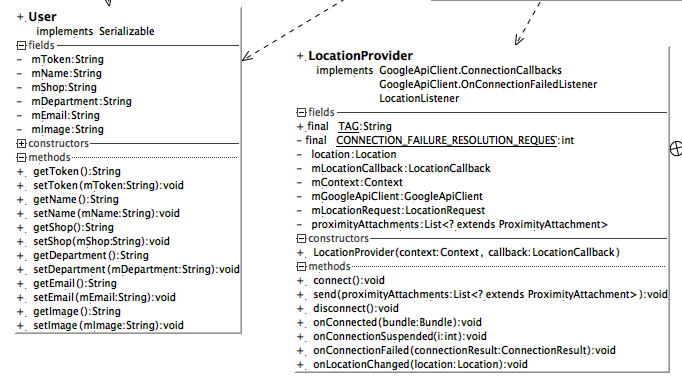 + User
implements Serializable
fields
- mToken:String
- mName:String
- mShop:String
- mDepartment:String
- mEmail:String
- mImage:String
constructors
methods
+ getToken():String
+ setToken(mToken:String):void
+ getName():String
+ setName(mName:String):void
+ getShop():String
+ setShop(mShop:String):void
+ getDepartment():String
+ setDepartment(mDepartment:String):void
+ getEmail():String
+ setEmail(mEmail:String):void
+ getImage():String
+ setImage(mImage:String):void
+ LocationProvider
implements GoogleApiClient.ConnectionCallbacks
GoogleApiClient.OnConnectionFailedListener
LocationListener
fields
+ final TAG:String
- final CONNECTION_FAILURE_RESOLUTION_REQUEST:int
- location:Location
- mLocationCallback:LocationCallback
- mContext:Context
- mGoogleApiClient:GoogleApiClient
- mLocationRequest:LocationRequest
- proximityAttachments:List<? extends ProximityAttachment>
constructors
+ LocationProvider(context:Context, callback:LocationCallback)
methods
+ connect():void
+ send(proximityAttachments:List<? extends ProximityAttachment>):void
+ disconnect():void
+ onConnected(bundle:Bundle):void
+ onConnectionSuspended(i:int):void
+ onConnectionFailed(connectionResult:ConnectionResult):void
+ onLocationChanged(location:Location):void